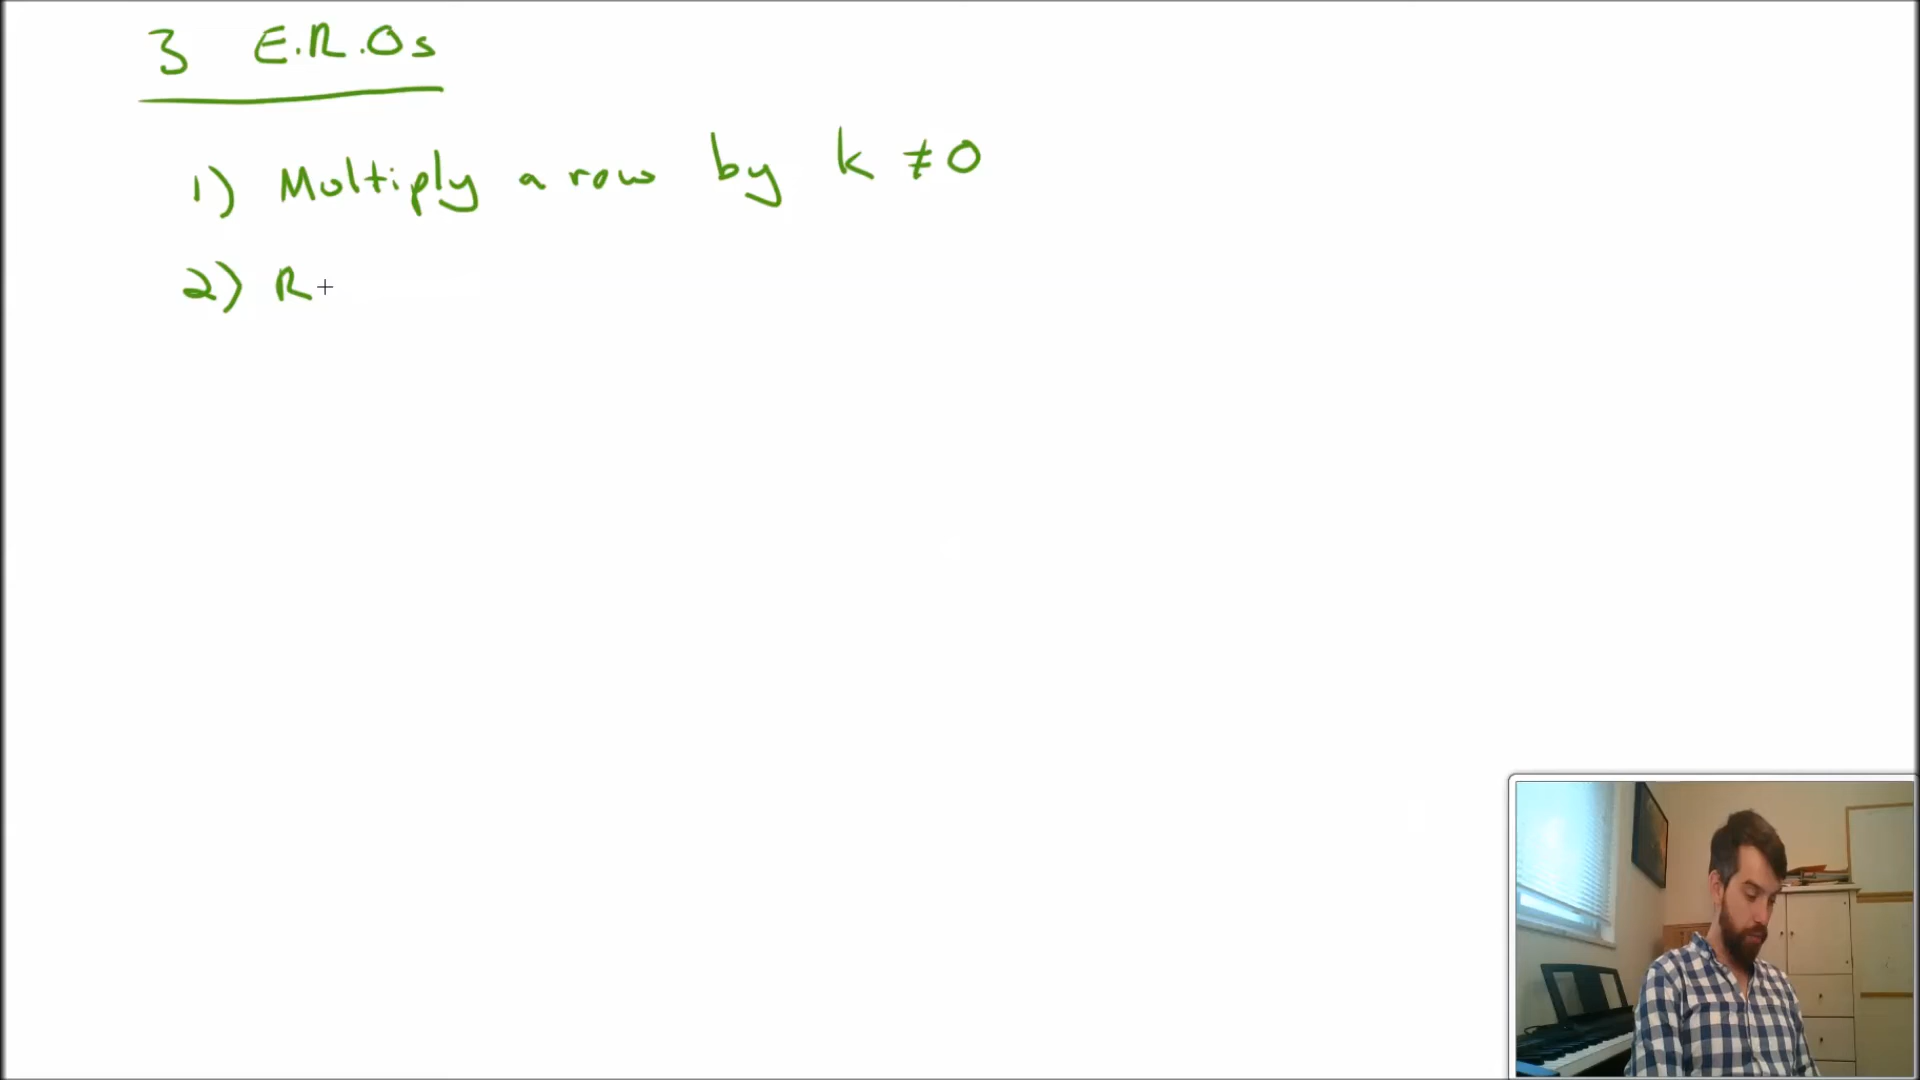 3 E.R.Os
1) Multiply a row by k ≠ 0
2) R